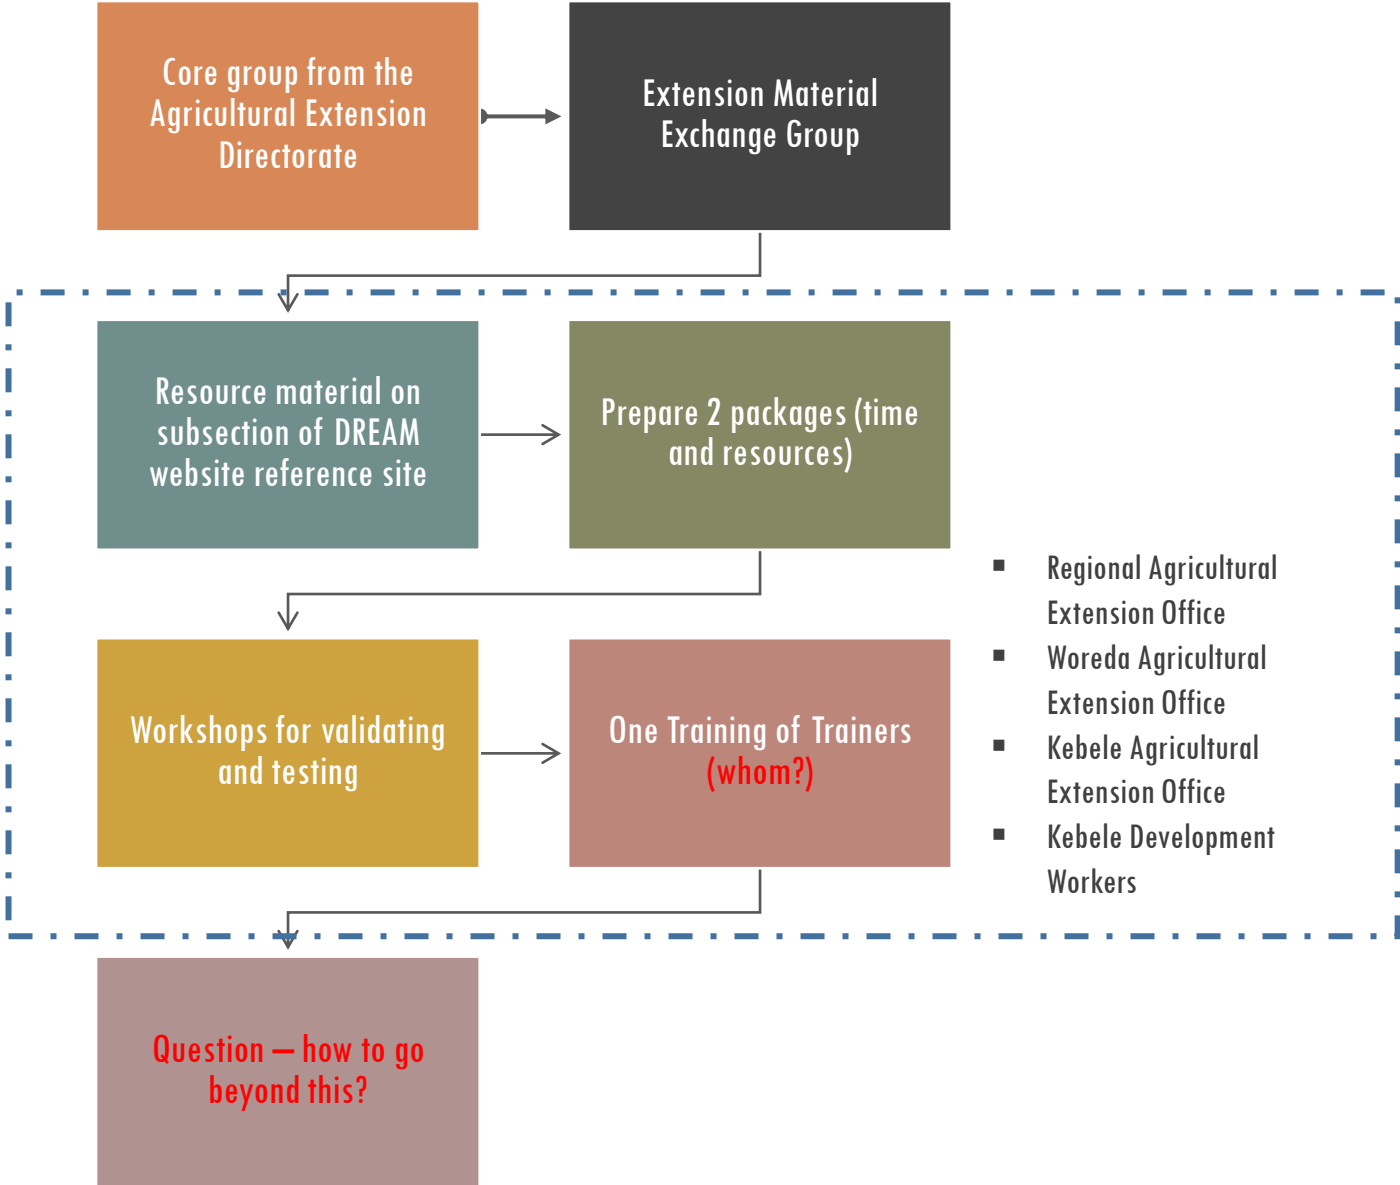 Core group from the
Agricultural Extension
Directorate
Extension Material
Exchange Group
Resource material on
subsection of DREAM
website reference site
Prepare 2 packages (time
and resources)
Workshops for validating
and testing
One Training of Trainers
(whom?)
▪ Regional Agricultural
Extension Office
▪ Woreda Agricultural
Extension Office
▪ Kebele Agricultural
Extension Office
▪ Kebele Development
Workers
Question – how to go
beyond this?